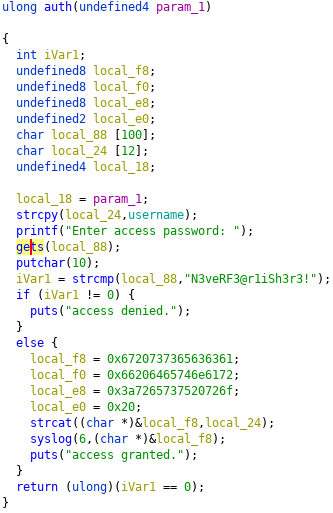 ulong auth(undefined4 param_1)
{
int iVar1;
undefined8 local_f8;
undefined8 local_f0;
undefined8 local_e8;
undefined2 local_e0;
char local_88 [100];
char local_24 [12];
undefined4 local_18;
local_18 = param_1;
strcpy(local_24,username);
printf("Enter access password: ");
gets(local_88);
putchar(10);
iVar1 = strcmp(local_88,"N3veRF3@r1iSh3r3!");
if (iVar1 != 0) {
puts("access denied.");
}
else {
local_f8 = 0x6720737365636361;
local_f0 = 0x66206465746e6172;
local_e8 = 0x3a7265737520726f;
local_e0 = 0x20;
strcat((char *)&local_f8,local_24);
syslog(6,(char *)&local_f8);
puts("access granted.");
}
return (ulong)(iVar1 == 0);
}